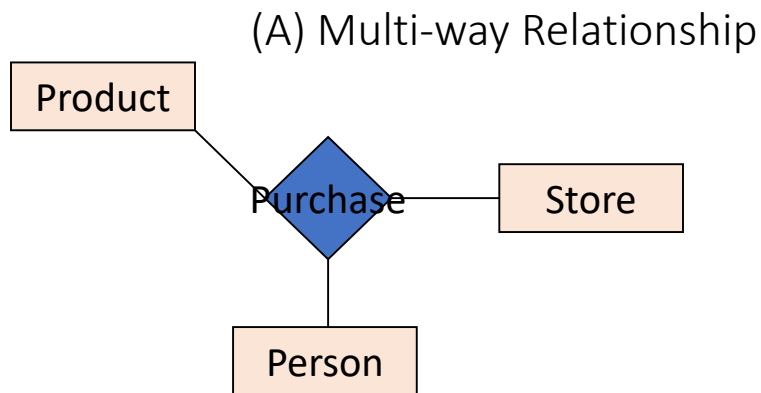 (A) Multi-way Relationship
Product
Purchase
Store
Person